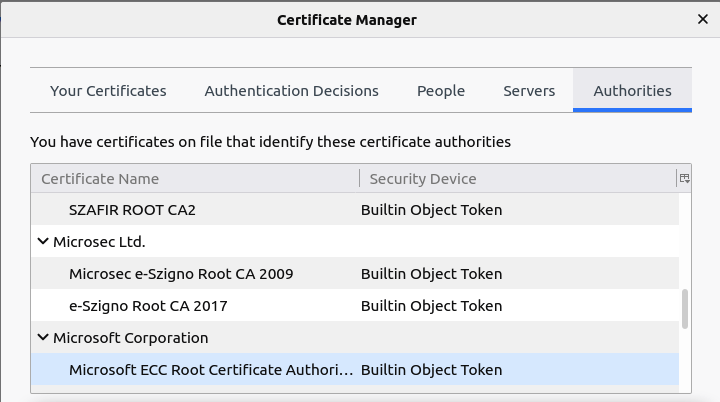 Certificate Manager
Your Certificates Authentication Decisions People Servers Authorities
You have certificates on file that identify these certificate authorities
Certificate Name Security Device
SZAFIR ROOT CA2 Builtin Object Token
Microsec Ltd.
Microsec e-Szigno Root CA 2009 Builtin Object Token
e-Szigno Root CA 2017 Builtin Object Token
Microsoft Corporation
Microsoft ECC Root Certificate Authori… Builtin Object Token